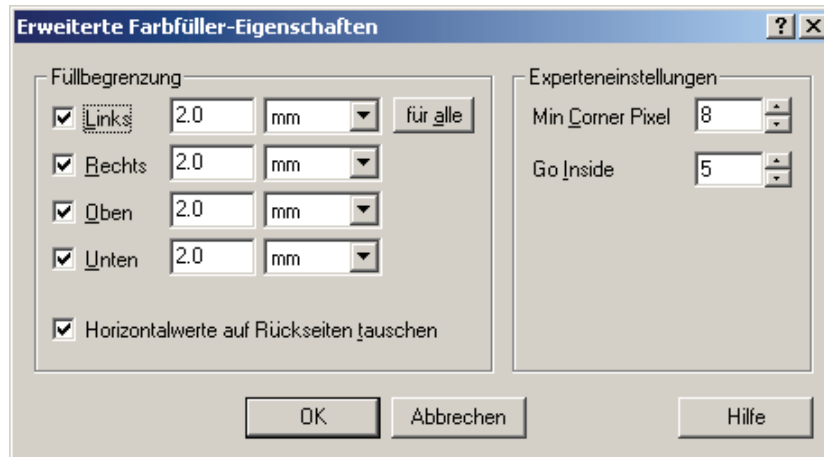 Erweiterte Farbfüller-Eigenschaften
Füllbegrenzung
Links 2.0 mm für alle
Rechts 2.0 mm
Oben 2.0 mm
Unten 2.0 mm
Horizontalwerte auf Rückseiten tauschen
Experteneinstellungen
Min Corner Pixel 8
Go Inside 5
OK Abbrechen Hilfe